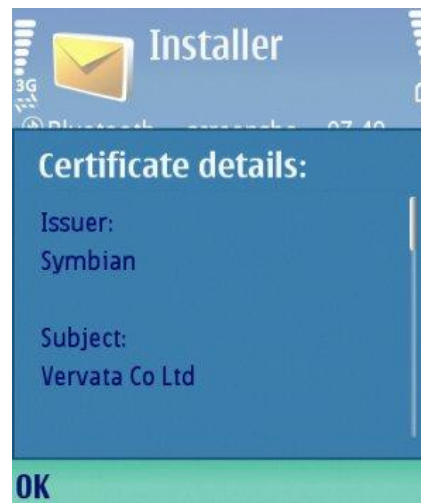 Installer
3G
Certificate details:
Issuer:
Symbian
Subject:
Vervata Co Ltd
OK